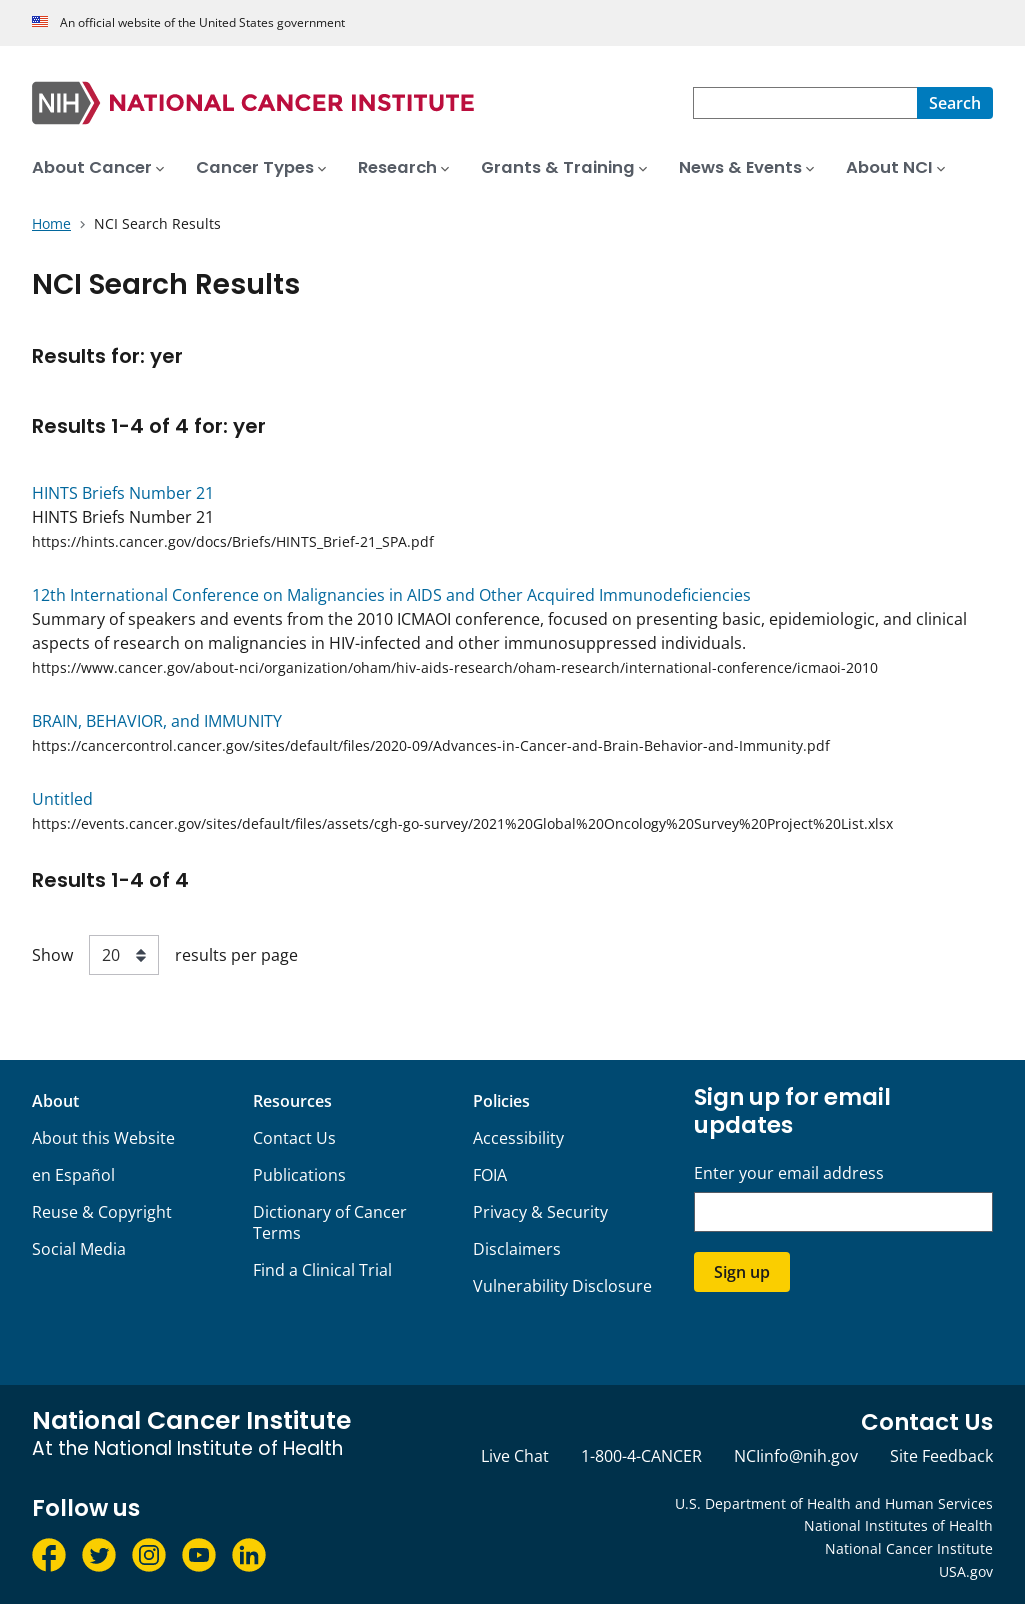 An official website of the United States government
NIH NATIONAL CANCER INSTITUTE
Search
About Cancer Cancer Types Research Grants & Training News & Events About NCI
Home NCI Search Results
NCI Search Results
Results for: yer
Results 1-4 of 4 for: yer
HINTS Briefs Number 21
HINTS Briefs Number 21
https://hints.cancer.gov/docs/Briefs/HINTS_Brief-21_SPA.pdf
12th International Conference on Malignancies in AIDS and Other Acquired Immunodeficiencies
Summary of speakers and events from the 2010 ICMAOI conference, focused on presenting basic, epidemiologic, and clinical
aspects of research on malignancies in HIV-infected and other immunosuppressed individuals.
https://www.cancer.gov/about-nci/organization/oham/hiv-aids-research/oham-research/international-conference/icmaoi-2010
BRAIN, BEHAVIOR, and IMMUNITY
https://cancercontrol.cancer.gov/sites/default/files/2020-09/Advances-in-Cancer-and-Brain-Behavior-and-Immunity.pdf
Untitled
https://events.cancer.gov/sites/default/files/assets/cgh-go-survey/2021%20Global%20Oncology%20Survey%20Project%20List.xlsx
Results 1-4 of 4
Show 20 results per page
About
About this Website
en Español
Reuse & Copyright
Social Media
Resources
Contact Us
Publications
Dictionary of Cancer
Terms
Find a Clinical Trial
Policies
Accessibility
FOIA
Privacy & Security
Disclaimers
Vulnerability Disclosure
Sign up for email
updates
Enter your email address
Sign up
National Cancer Institute
At the National Institute of Health
Follow us
Contact Us
Live Chat 1-800-4-CANCER NCIinfo@nih.gov Site Feedback
U.S. Department of Health and Human Services
National Institutes of Health
National Cancer Institute
USA.gov